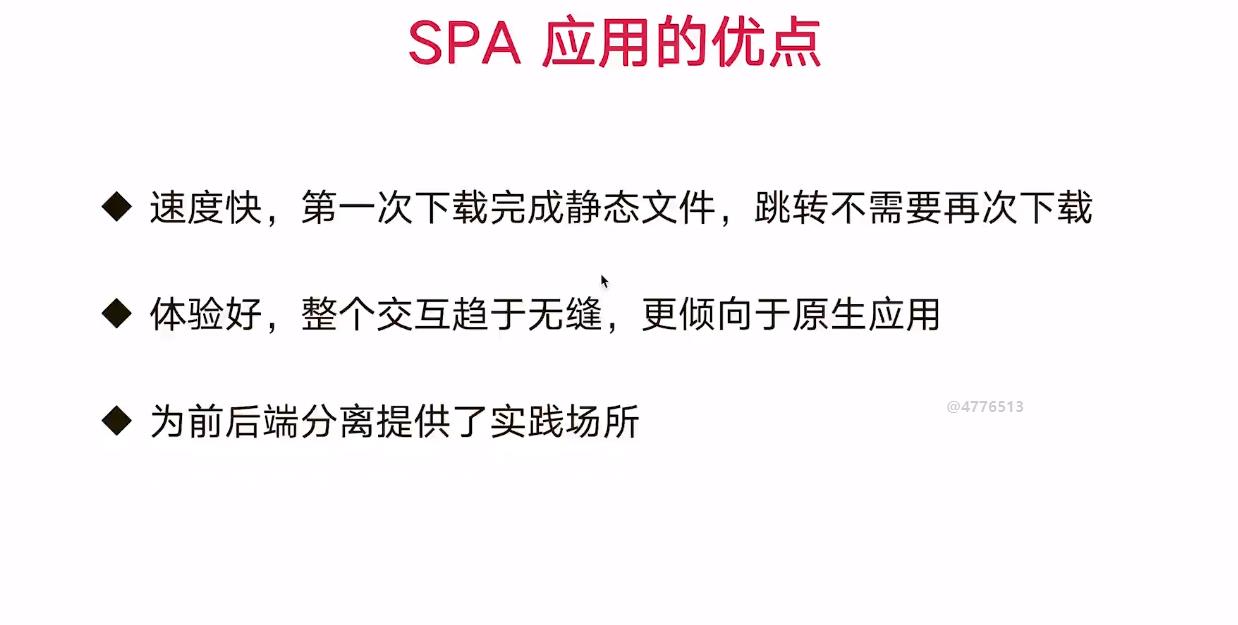 SPA 应用的优点
◆ 速度快，第一次下载完成静态文件，跳转不需要再次下载
◆ 体验好，整个交互趋于无缝，更倾向于原生应用
◆ 为前后端分离提供了实践场所
@4776513